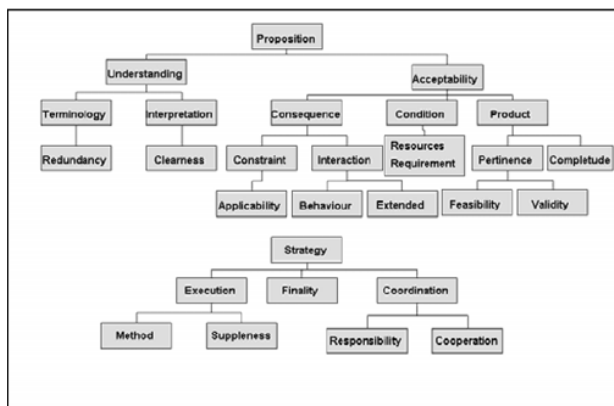 Proposition
Understanding
Acceptability
Terminology
Interpretation
Consequence
Condition
Product
Redundancy
Clearness
Constraint
Interaction
Resources
Requirement
Pertinence
Completude
Applicability
Behaviour
Extended
Feasibility
Validity
Strategy
Execution
Finality
Coordination
Method
Suppleness
Responsibility
Cooperation